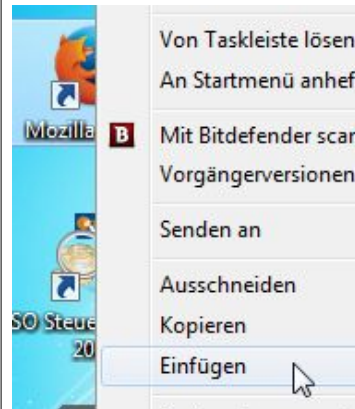 Von Taskleiste lösen
An Startmenü anhef
Mozilla
B Mit Bitdefender scan
Vorgängerversionen
Senden an
Ausschneiden
SO Steue
20
Kopieren
Einfügen